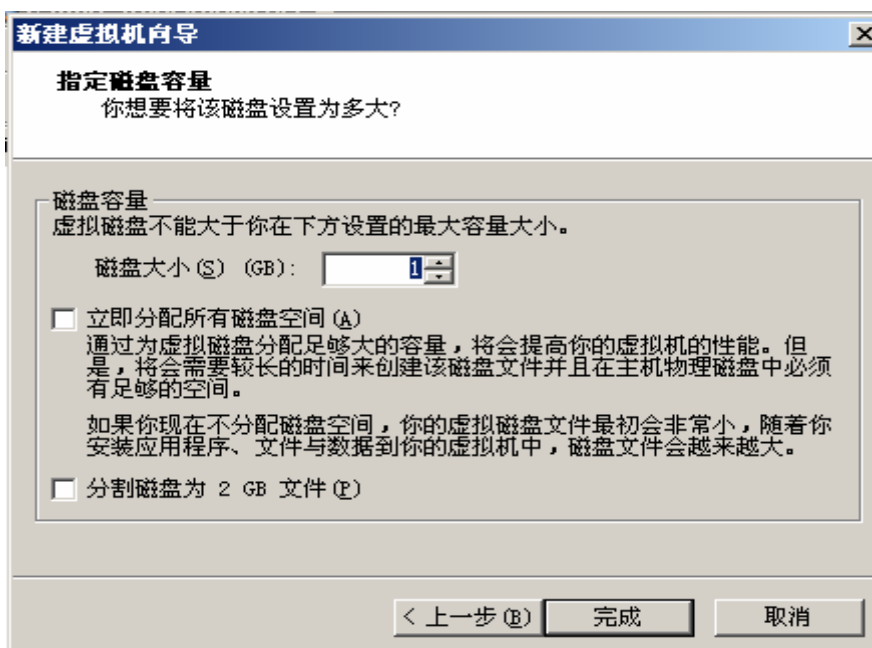 新建虚拟机向导
指定磁盘容量
你想要将该磁盘设置为多大?
磁盘容量
虚拟磁盘不能大于你在下方设置的最大容量大小。
磁盘大小(S) (GB): 1
立即分配所有磁盘空间(A)
通过为虚拟磁盘分配足够大的容量,将会提高你的虚拟机的性能。但
是,将会需要较长的时间来创建该磁盘文件并且在主机物理磁盘中必须
有足够的空间。
如果你现在不分配磁盘空间,你的虚拟磁盘文件最初会非常小,随着你
安装应用程序、文件与数据到你的虚拟机中,磁盘文件会越来越大。
分割磁盘为 2 GB 文件(P)
< 上一步(B) 完成 取消